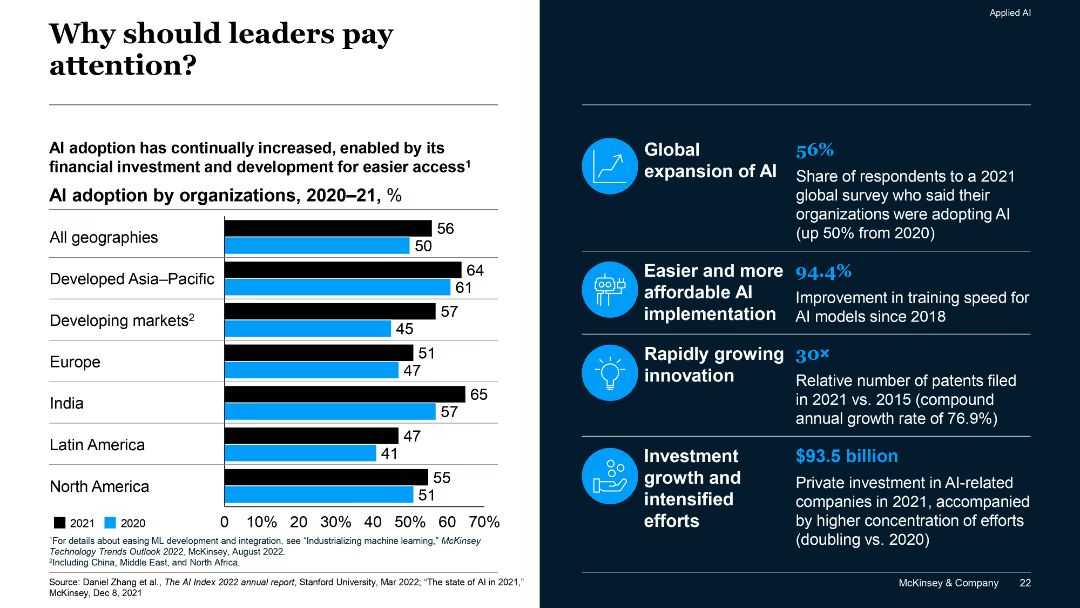 Applied AI
Why should leaders pay
attention?
AI adoption has continually increased, enabled by its
financial investment and development for easier access¹
AI adoption by organizations, 2020–21, %
All geographies
56
50
Developed Asia–Pacific
64
61
Developing markets²
57
45
Europe
51
47
India
65
57
Latin America
47
41
North America
55
51
2021 2020
0 10% 20 30% 40 50% 60 70%
¹For details about easing ML development and integration, see “Industrializing machine learning,” McKinsey
Technology Trends Outlook 2022, McKinsey, August 2022.
²Including China, Middle East, and North Africa.
Source: Daniel Zhang et al., The AI Index 2022 annual report, Stanford University, Mar 2022; “The state of AI in 2021,”
McKinsey, Dec 8, 2021
Global
expansion of AI
56%
Share of respondents to a 2021
global survey who said their
organizations were adopting AI
(up 50% from 2020)
Easier and more
affordable AI
implementation
94.4%
Improvement in training speed for
AI models since 2018
Rapidly growing
innovation
30×
Relative number of patents filed
in 2021 vs. 2015 (compound
annual growth rate of 76.9%)
Investment
growth and
intensified
efforts
$93.5 billion
Private investment in AI-related
companies in 2021, accompanied
by higher concentration of efforts
(doubling vs. 2020)
McKinsey & Company 22